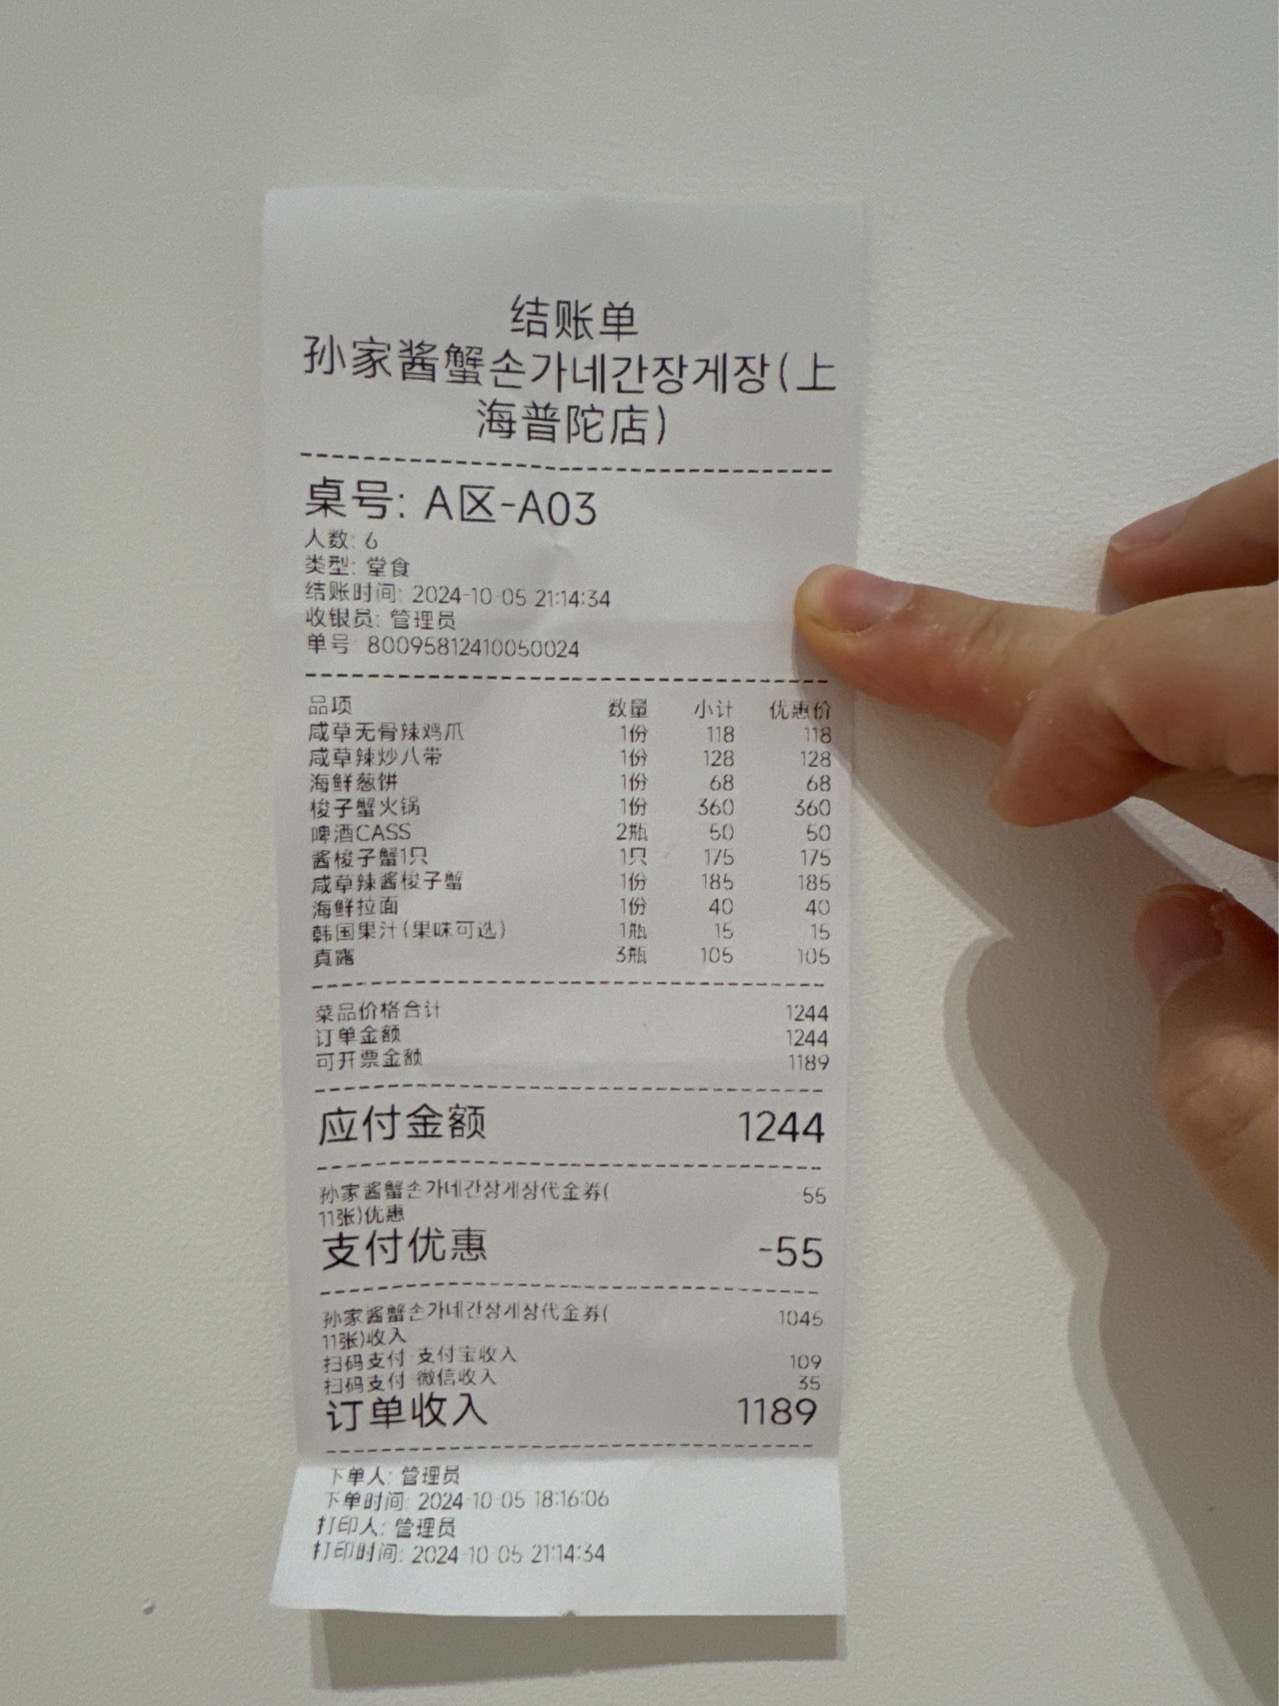 结账单
孙家酱蟹손가네간장게장(上
海普陀店)
桌号: A区-A03
人数: 6
类型: 堂食
结账时间: 2024-10-05 21:14:34
收银员: 管理员
单号 80095812410050024
品项 数量 小计 优惠价
咸草无骨辣鸡爪 1份 118 118
咸草辣炒八带 1份 128 128
海鲜葱饼 1份 68 68
梭子蟹火锅 1份 360 360
啤酒CASS 2瓶 50 50
酱梭子蟹1只 1只 175 175
咸草辣酱梭子蟹 1份 185 185
海鲜拉面 1份 40 40
韩国果汁(果味可选) 1瓶 15 15
真露 3瓶 105 105
菜品价格合计 1244
订单金额 1244
可开票金额 1189
应付金额 1244
孙家酱蟹손가네간장게장代金券( 55
11张)优惠
支付优惠 -55
孙家酱蟹손가네간장게장代金券( 1045
11张)收入
扫码支付-支付宝收入 109
扫码支付-微信收入 35
订单收入 1189
下单人: 管理员
下单时间: 2024-10-05 18:16:06
打印人: 管理员
打印时间: 2024-10-05 21:14:34